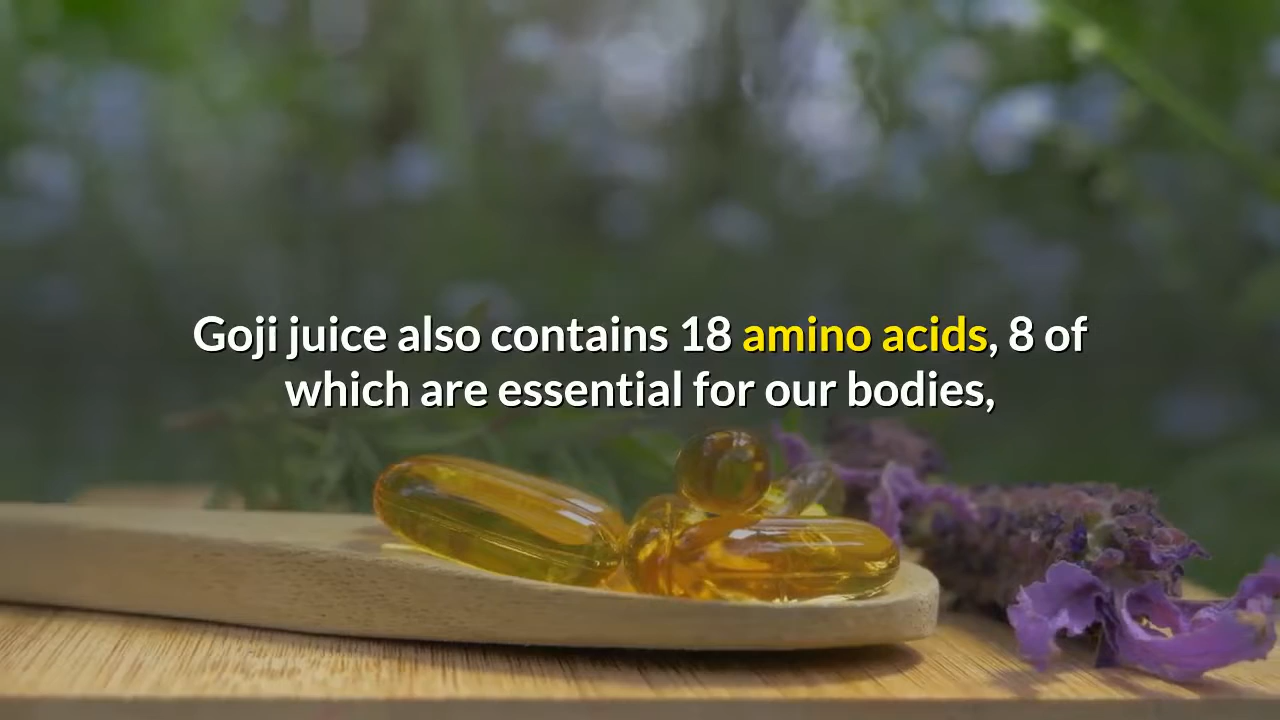 Goji juice also contains 18 amino acids, 8 of
which are essential for our bodies,